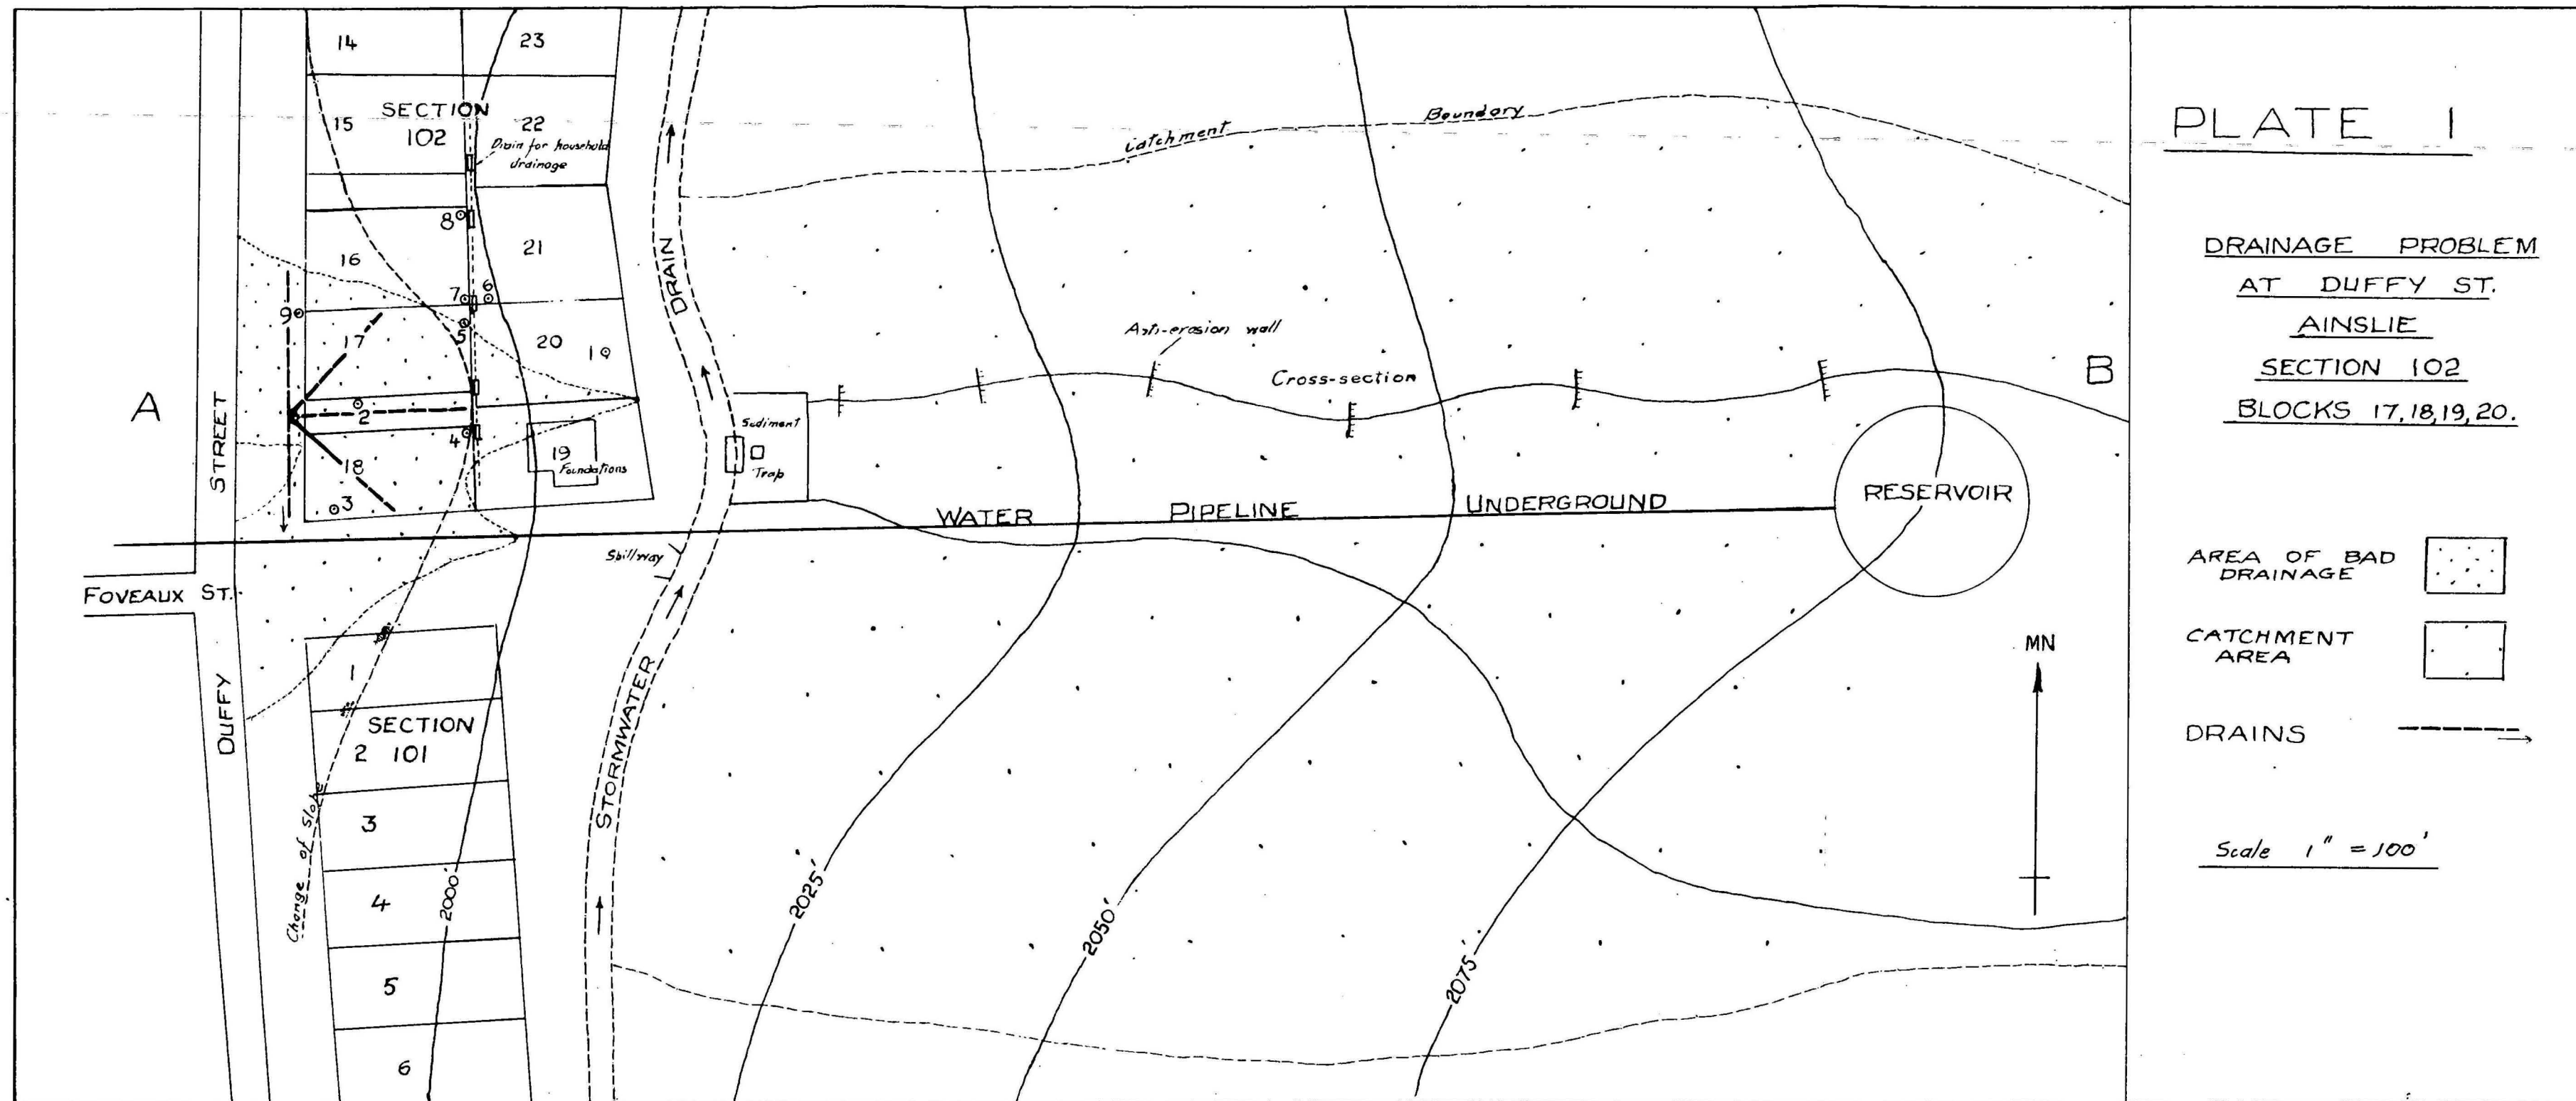 PLATE 1
DRAINAGE PROBLEM
AT DUFFY ST.
AINSLIE
SECTION 102
BLOCKS 17,18,19,20.
AREA OF BAD
DRAINAGE
CATCHMENT
AREA
DRAINS
Scale 1" = 100'
MN
A
B
14
23
15
SECTION
102
22
Drain for household
drainage
8
16
21
7
6
9
5
17
20
1
2
4
18
19
Foundations
3
STREET
DUFFY
FOVEAUX ST.
1
SECTION
2 101
3
4
5
6
Change of Slope
2000'
2025'
2050'
2075'
DRAIN
STORMWATER
Spillway
Sediment
Trap
Catchment Boundary
Anti-erosion wall
Cross-section
WATER PIPELINE UNDERGROUND
RESERVOIR